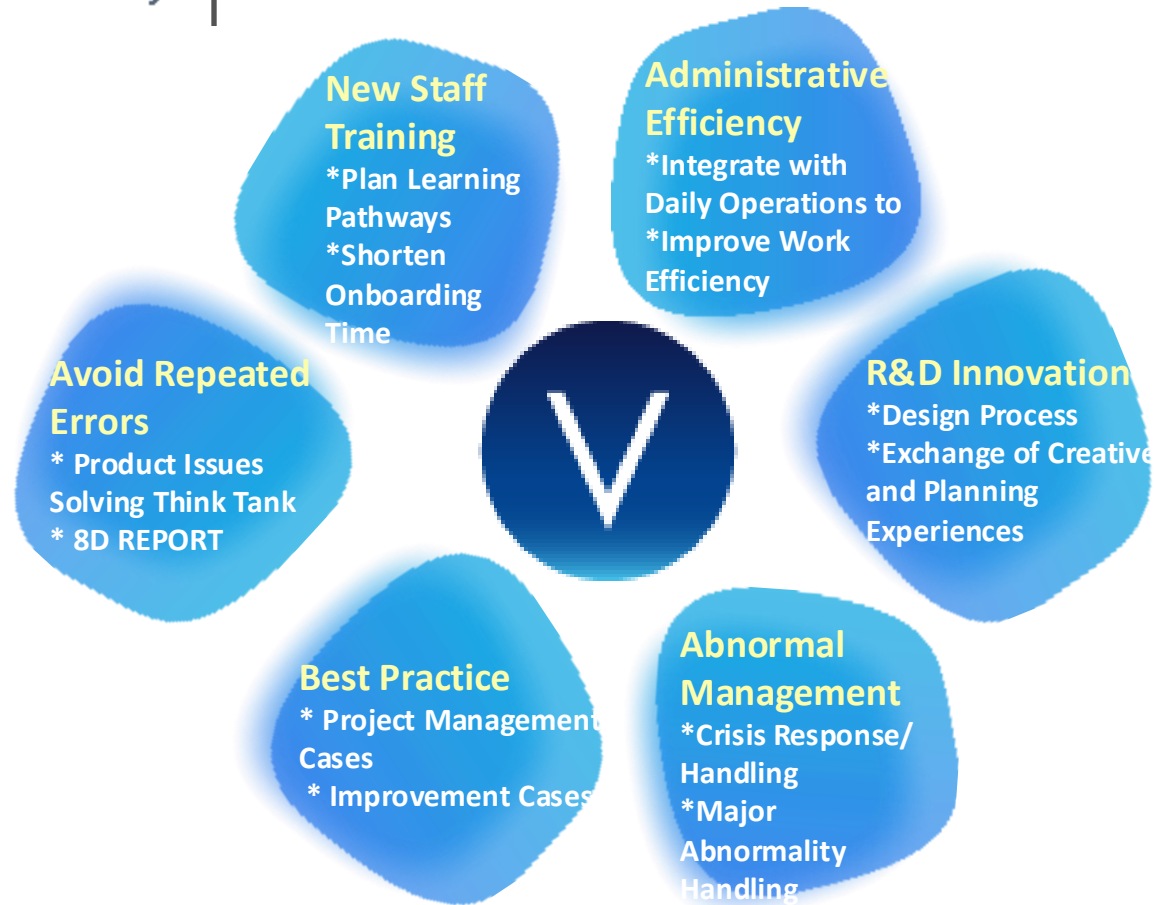 New Staff
Training
*Plan Learning
Pathways
*Shorten
Onboarding
Time
Administrative
Efficiency
*Integrate with
Daily Operations to
*Improve Work
Efficiency
Avoid Repeated
Errors
* Product Issues
Solving Think Tank
* 8D REPORT
V
R&D Innovation
*Design Process
*Exchange of Creative
and Planning
Experiences
Best Practice
* Project Management
Cases
* Improvement Cases
Abnormal
Management
*Crisis Response/
Handling
*Major
Abnormality
Handling